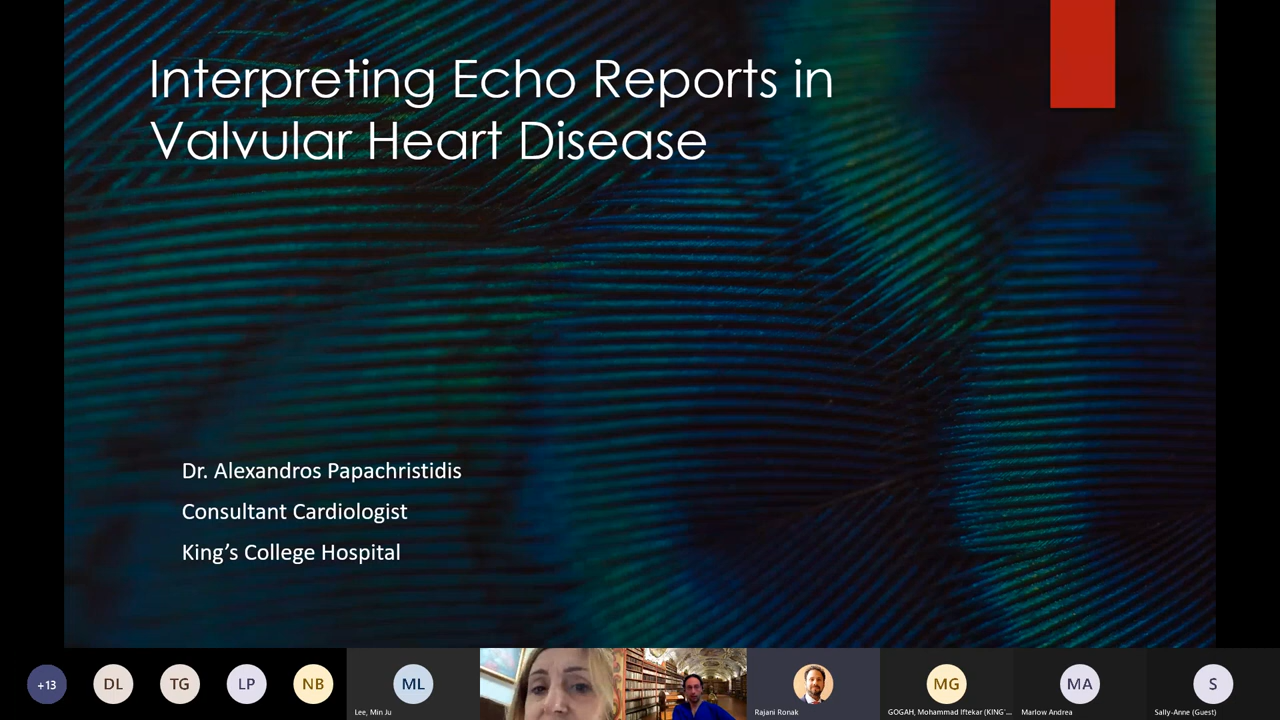 Interpreting Echo Reports in
Valvular Heart Disease
Dr. Alexandros Papachristidis
Consultant Cardiologist
King's College Hospital
+13
DL
TG
LP
NB
ML
Lee, Min Ju
Rajani Ronak
MG
GOGAH, Mohammad Iftekar (KING'...
MA
Marlow Andrea
S
Sally-Anne (Guest)